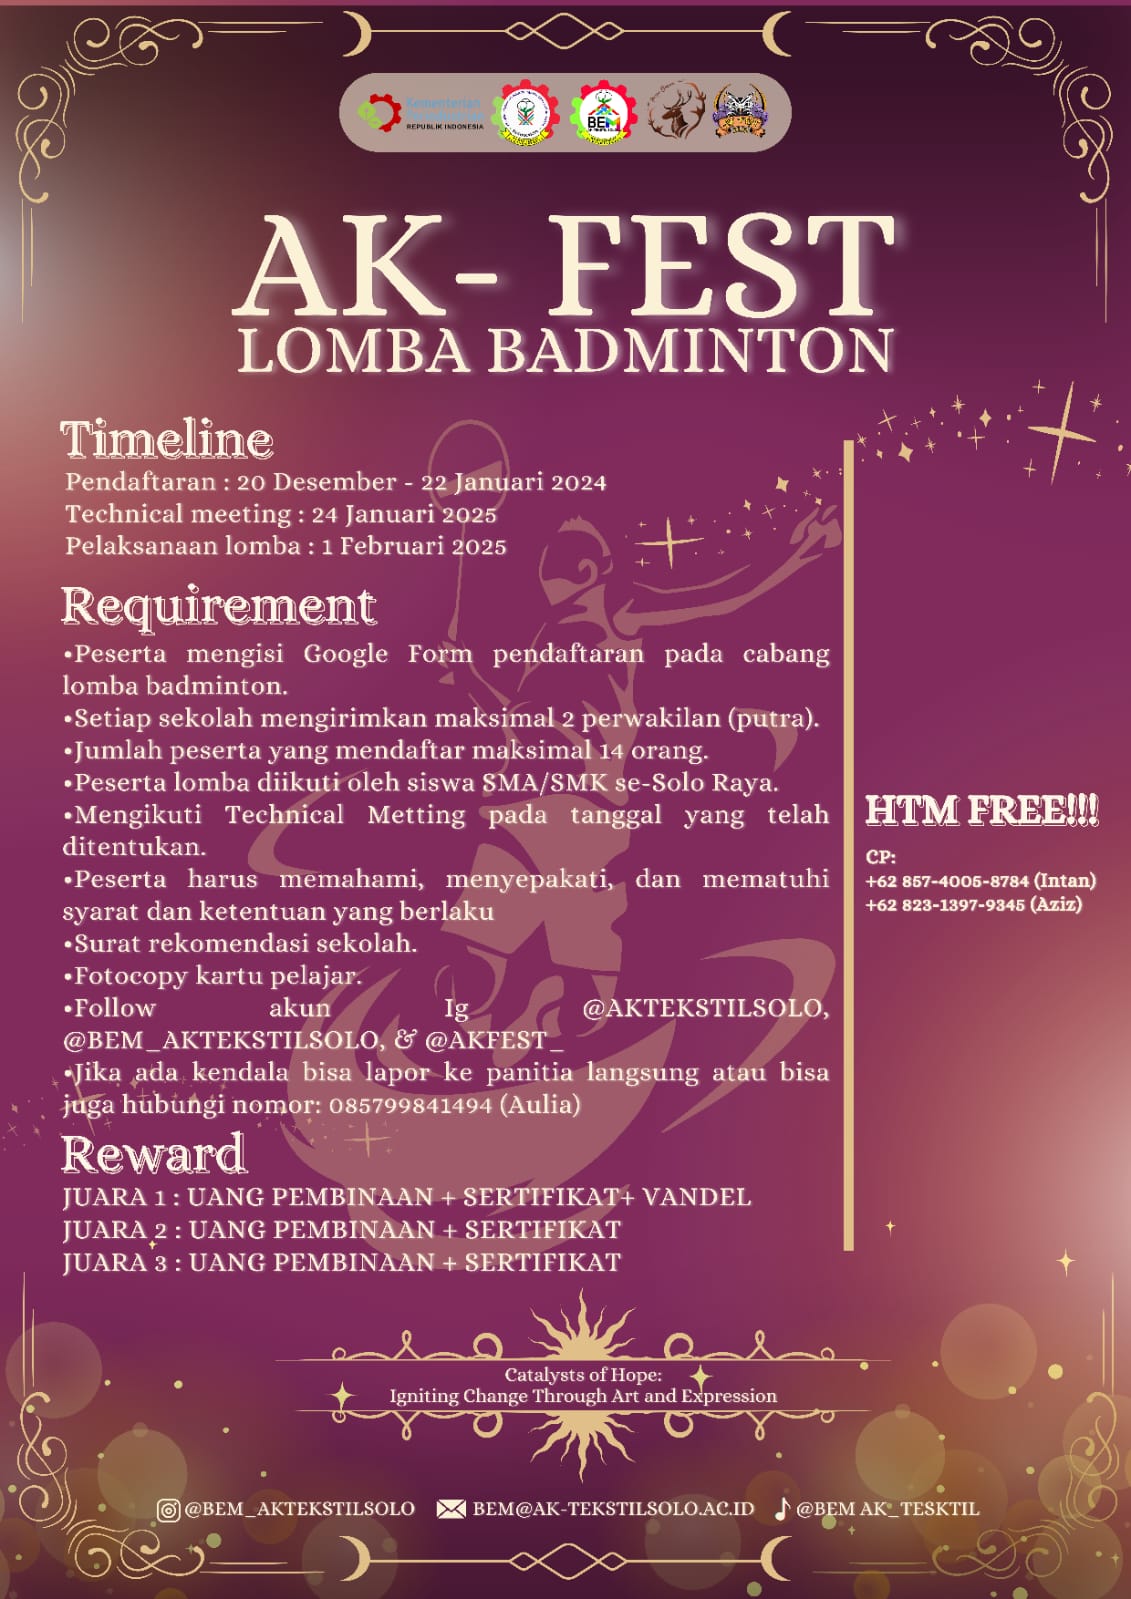 Kementerian
REPUBLIK INDONESIA
BEM
AK- FEST
LOMBA BADMINTON
Timeline
Pendaftaran : 20 Desember - 22 Januari 2024
Technical meeting : 24 Januari 2025
Pelaksanaan lomba : 1 Februari 2025
Requirement
•Peserta mengisi Google Form pendaftaran pada cabang
lomba badminton.
•Setiap sekolah mengirimkan maksimal 2 perwakilan (putra).
•Jumlah peserta yang mendaftar maksimal 14 orang.
•Peserta lomba diikuti oleh siswa SMA/SMK se-Solo Raya.
•Mengikuti Technical Metting pada tanggal yang telah
ditentukan.
•Peserta harus memahami, menyepakati, dan mematuhi
syarat dan ketentuan yang berlaku
•Surat rekomendasi sekolah.
•Fotocopy kartu pelajar.
•Follow akun Ig @AKTEKSTILSOLO,
@BEM_AKTEKSTILSOLO, & @AKFEST_
•Jika ada kendala bisa lapor ke panitia langsung atau bisa
juga hubungi nomor: 085799841494 (Aulia)
Reward
JUARA 1 : UANG PEMBINAAN + SERTIFIKAT+ VANDEL
JUARA 2 : UANG PEMBINAAN + SERTIFIKAT
JUARA 3 : UANG PEMBINAAN + SERTIFIKAT
HTM FREE!!!
CP:
+62 857-4005-8784 (Intan)
+62 823-1397-9345 (Aziz)
Catalysts of Hope:
Igniting Change Through Art and Expression
@BEM_AKTEKSTILSOLO BEM@AK-TEKSTILSOLO.AC.ID @BEM AK_TESKTIL